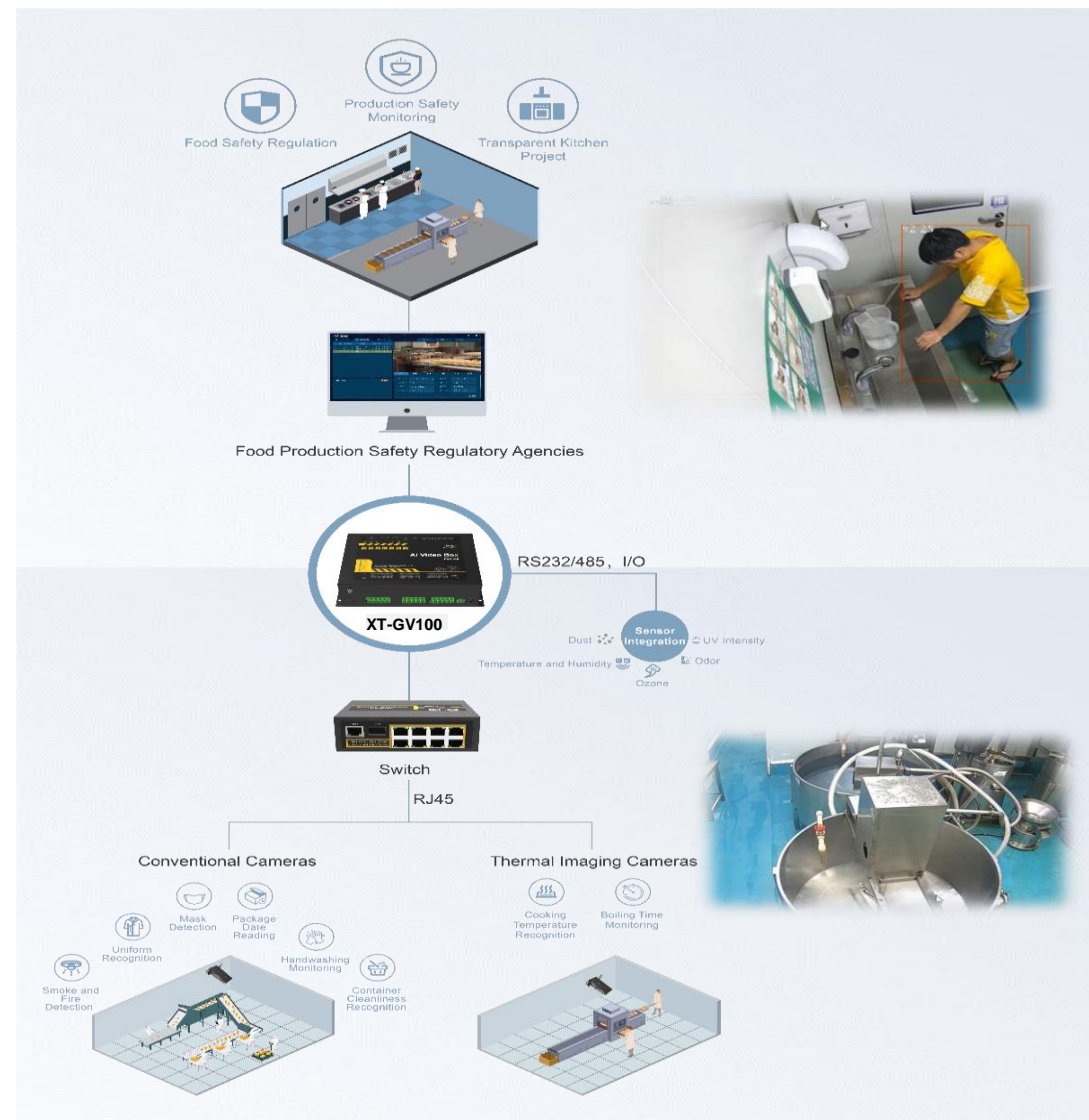 Production Safety
Monitoring
Food Safety Regulation
Transparent Kitchen
Project
Food Production Safety Regulatory Agencies
AI Video Box
XT-GV100
RS232/485，I/O
Sensor
Integration
Dust
UV Intensity
Temperature and Humidity
Odor
Ozone
Switch
RJ45
Conventional Cameras
Thermal Imaging Cameras
Mask
Detection
Package
Date
Reading
Uniform
Recognition
Handwashing
Monitoring
Smoke and
Fire
Detection
Container
Cleanliness
Recognition
Cooking
Temperature
Recognition
Boiling Time
Monitoring